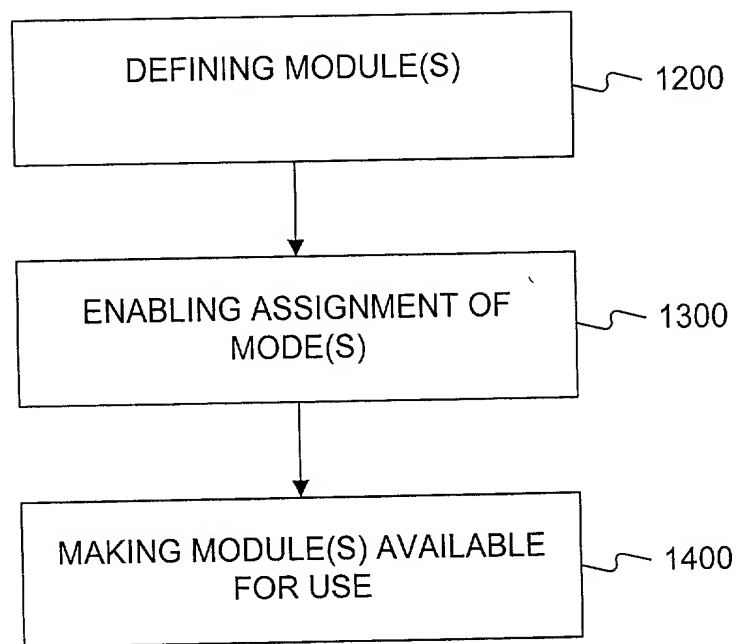 DEFINING MODULE(S)
1200
ENABLING ASSIGNMENT OF
MODE(S)
1300
MAKING MODULE(S) AVAILABLE
FOR USE
1400